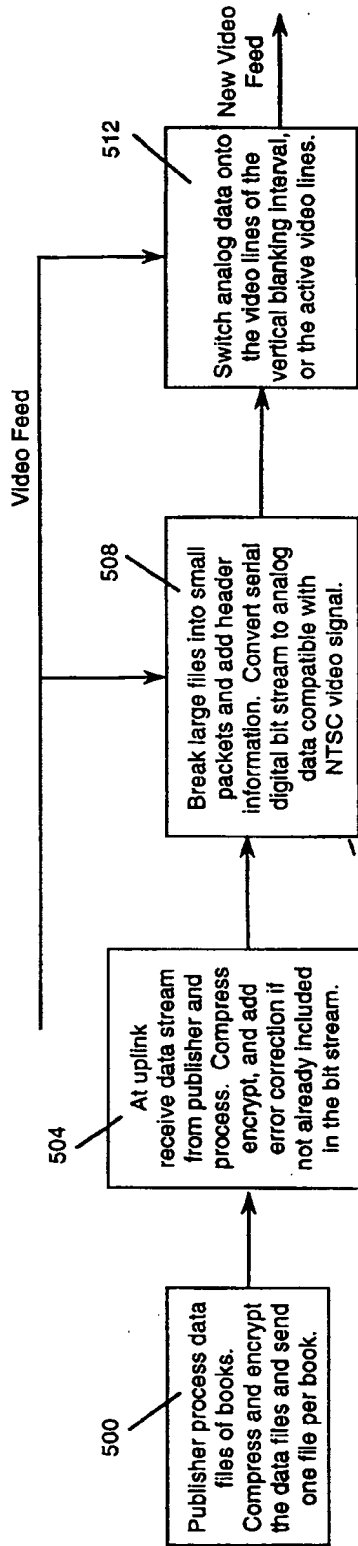 Video Feed
500
Publisher process data
files of books.
Compress and encrypt
the data files and send
one file per book.
504
At uplink
receive data stream
from publisher and
process. Compress
encrypt, and add
error correction if
not already included
in the bit stream.
508
Break large files into small
packets and add header
information. Convert serial
digital bit stream to analog
data compatible with
NTSC video signal.
512
Switch analog data onto
the video lines of the
vertical blanking interval,
or the active video lines.
New Video
Feed